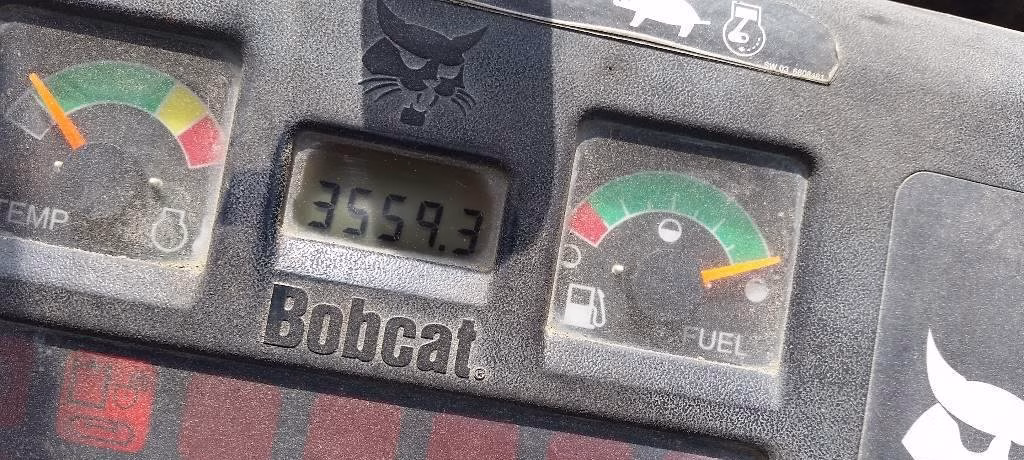 3559.3
TEMP
Bobcat®
FUEL